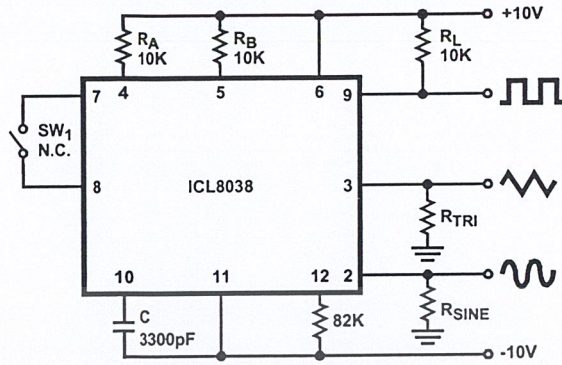 +10V
RA
10K
RB
10K
RL
10K
7
4
5
6
9
SW1
N.C.
8
ICL8038
3
RTRI
10
11
12
2
C
3300pF
82K
RSINE
-10V